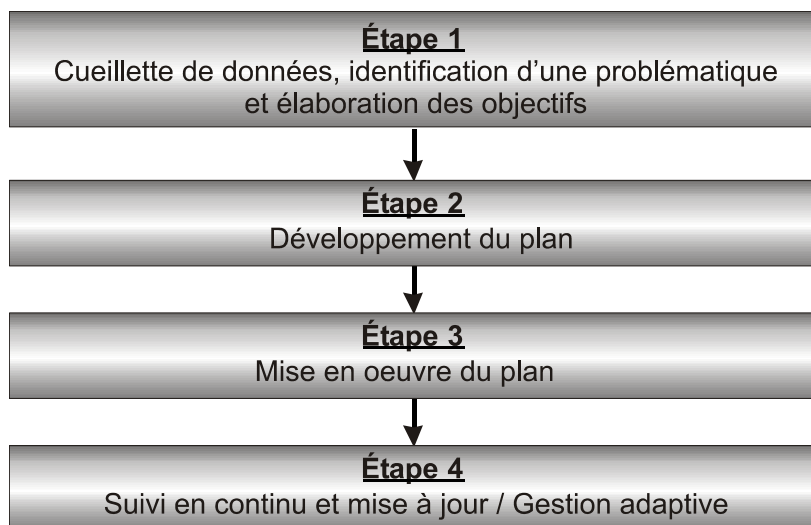 Étape 1
Cueillette de données, identification d'une problématique
et élaboration des objectifs
Étape 2
Développement du plan
Étape 3
Mise en oeuvre du plan
Étape 4
Suivi en continu et mise à jour / Gestion adaptive